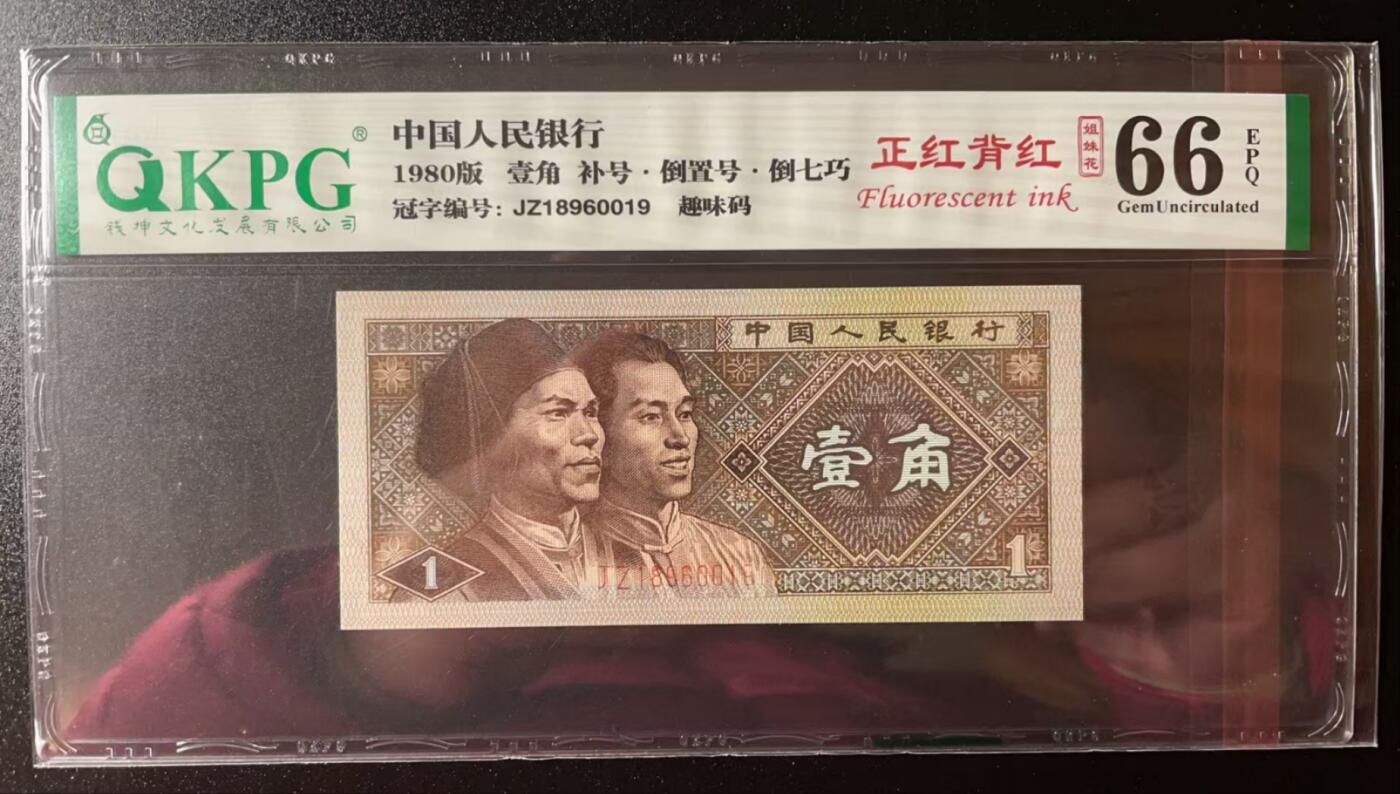 QKPG®
钱坤文化发展有限公司
中国人民银行
1980版 壹角 补号·倒置号·倒七巧
冠字编号: JZ18960019 趣味码
正红背红
Fluorescent ink
姐妹花
66
EPQ
Gem Uncirculated
中国人民银行
壹角
1
JZ18960019
1